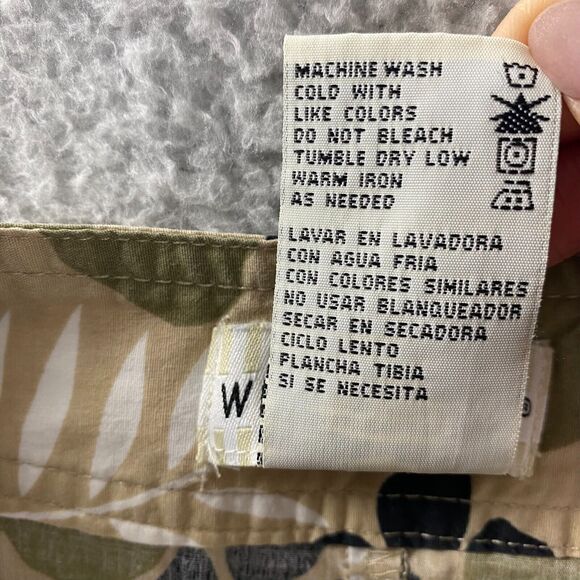 MACHINE WASH
COLD WITH
LIKE COLORS
DO NOT BLEACH
TUMBLE DRY LOW
WARM IRON
AS NEEDED
LAVAR EN LAVADORA
CON AGUA FRIA
CON COLORES SIMILARES
NO USAR BLANQUEADOR
SECAR EN SECADORA
CICLO LENTO
PLANCHA TIBIA
SI SE NECESITA
W
®